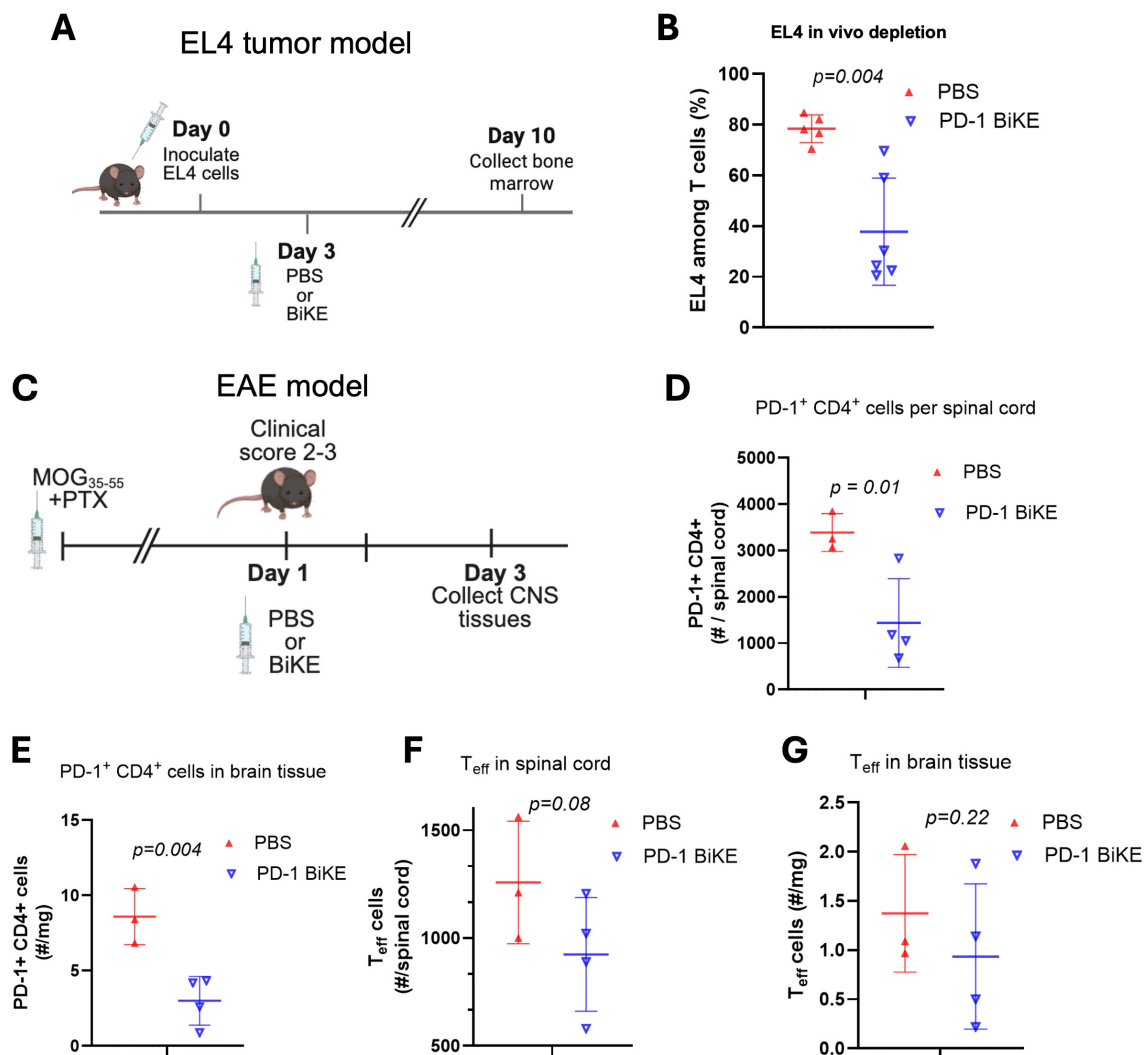 A
EL4 tumor model
Day 0
Inoculate
EL4 cells
Day 10
Collect bone
marrow
Day 3
PBS
or
BiKE
B
EL4 in vivo depletion
p=0.004
PBS
PD-1 BiKE
EL4 among T cells (%)
100
80
60
40
20
0
C
EAE model
Clinical
score 2-3
MOG35-55
+PTX
Day 1
PBS
or
BiKE
Day 3
Collect CNS
tissues
D
PD-1+ CD4+ cells per spinal cord
p = 0.01
PBS
PD-1 BiKE
PD-1+ CD4+
(# / spinal cord)
5000
4000
3000
2000
1000
0
E
PD-1+ CD4+ cells in brain tissue
p=0.004
PBS
PD-1 BiKE
PD-1+ CD4+ cells
(#/mg)
15
10
5
0
F
Teff in spinal cord
p=0.08
PBS
PD-1 BiKE
Teff cells
(#/spinal cord)
1500
1000
500
G
Teff in brain tissue
p=0.22
PBS
PD-1 BiKE
Teff cells (#/mg)
2.5
2.0
1.5
1.0
0.5
0.0